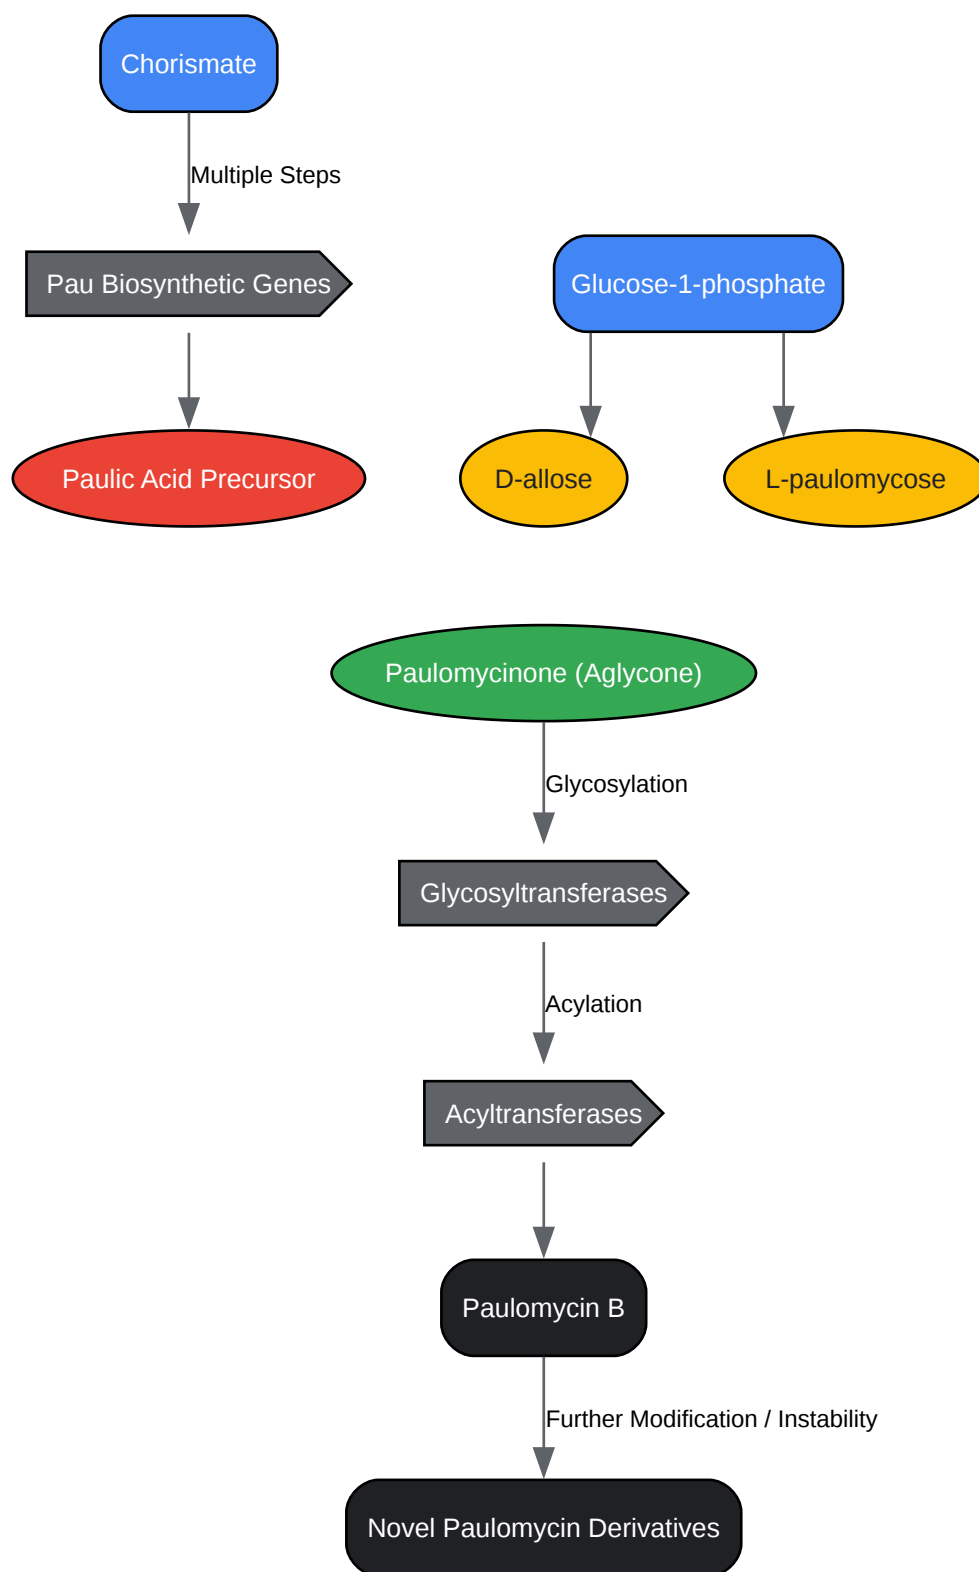 Chorismate
Multiple Steps
Pau Biosynthetic Genes
Glucose-1-phosphate
Paulic Acid Precursor
D-allose
L-paulomycose
Paulomycinone (Aglycone)
Glycosylation
Glycosyltransferases
Acylation
Acyltransferases
Paulomycin B
Further Modification / Instability
Novel Paulomycin Derivatives